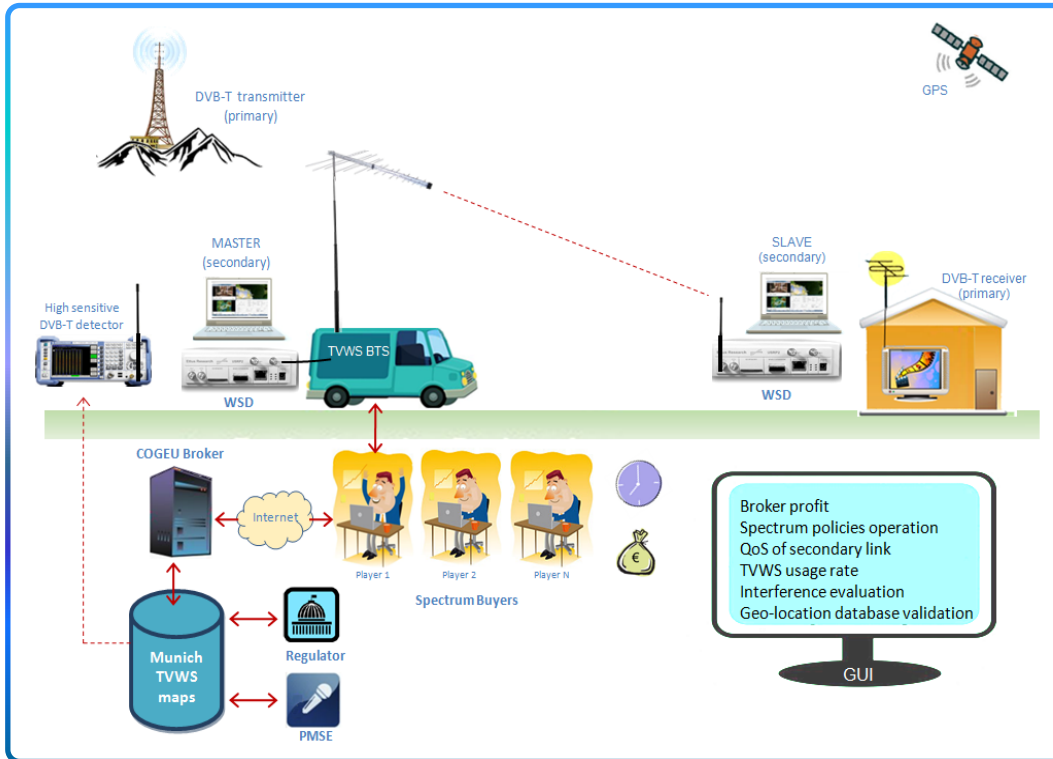 DVB-T transmitter
(primary)
GPS
MASTER
(secondary)
SLAVE
(secondary)
DVB-T receiver
(primary)
High sensitive
DVB-T detector
TVWS BTS
WSD
WSD
COGEU Broker
Internet
Player 1
Player 2
Player N
Spectrum Buyers
€
Broker profit
Spectrum policies operation
QoS of secondary link
TVWS usage rate
Interference evaluation
Geo-location database validation
GUI
Munich
TVWS
maps
Regulator
PMSE